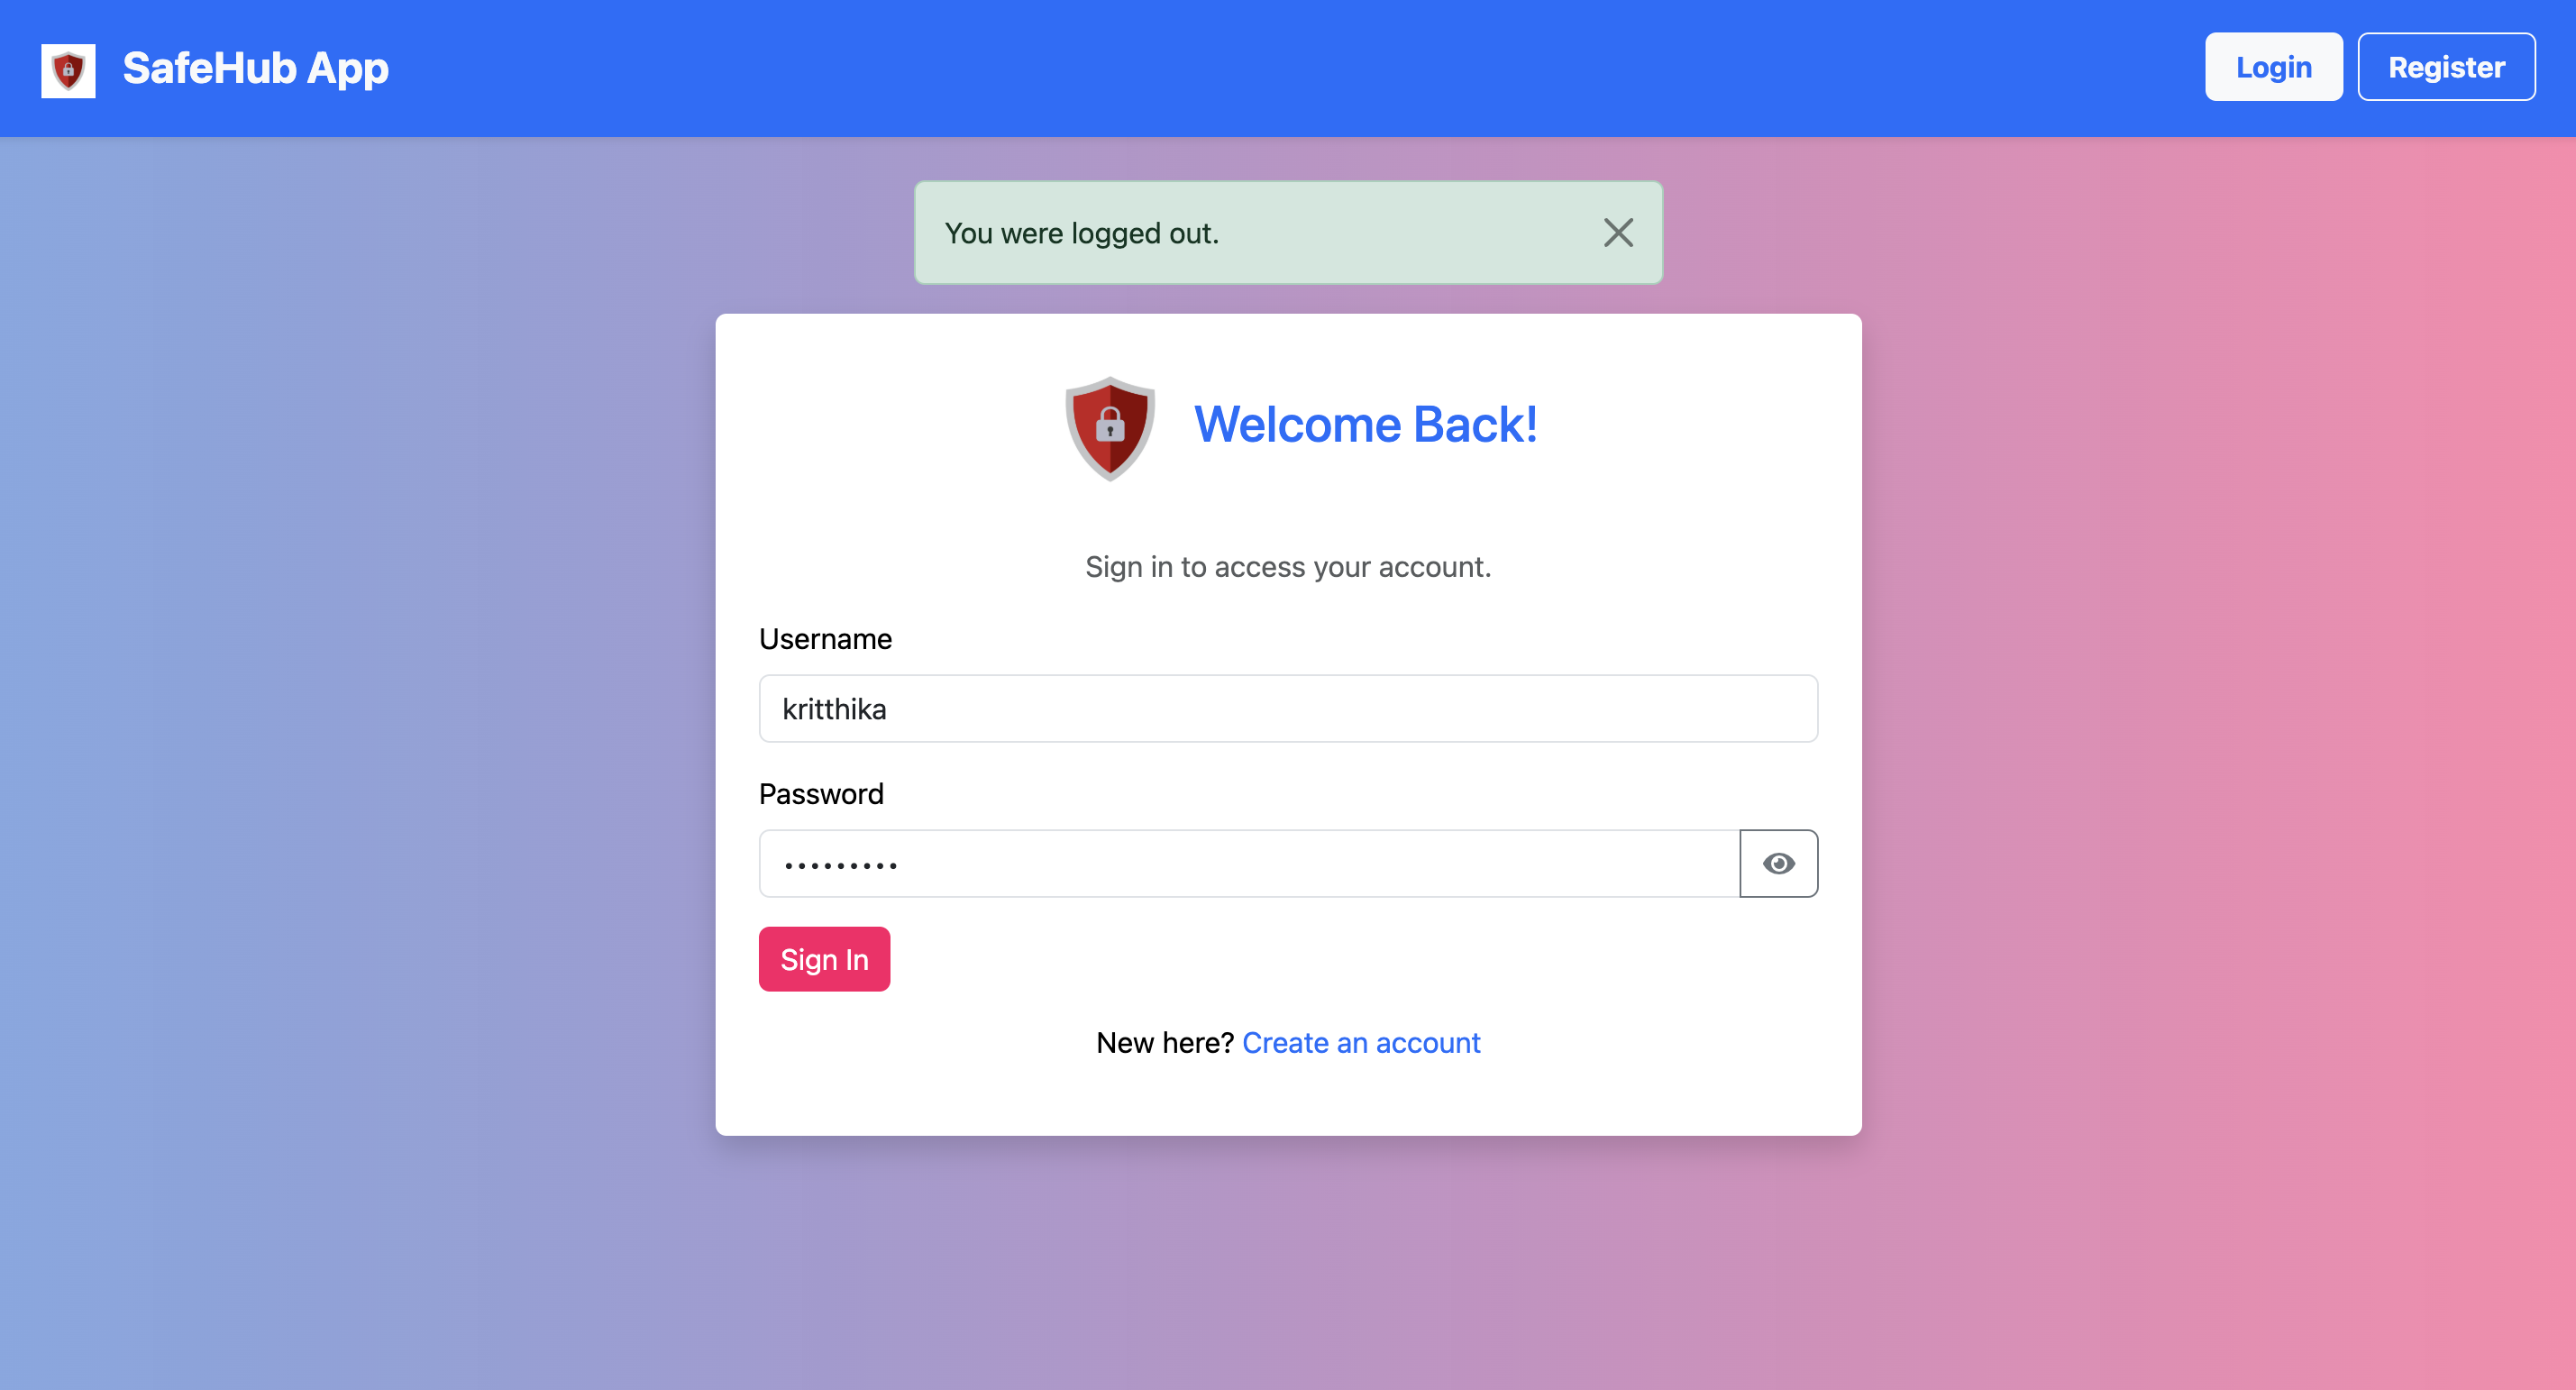 SafeHub App
Login
Register
You were logged out.
Welcome Back!
Sign in to access your account.
Username
kritthika
Password
•••••••••
Sign In
New here? Create an account